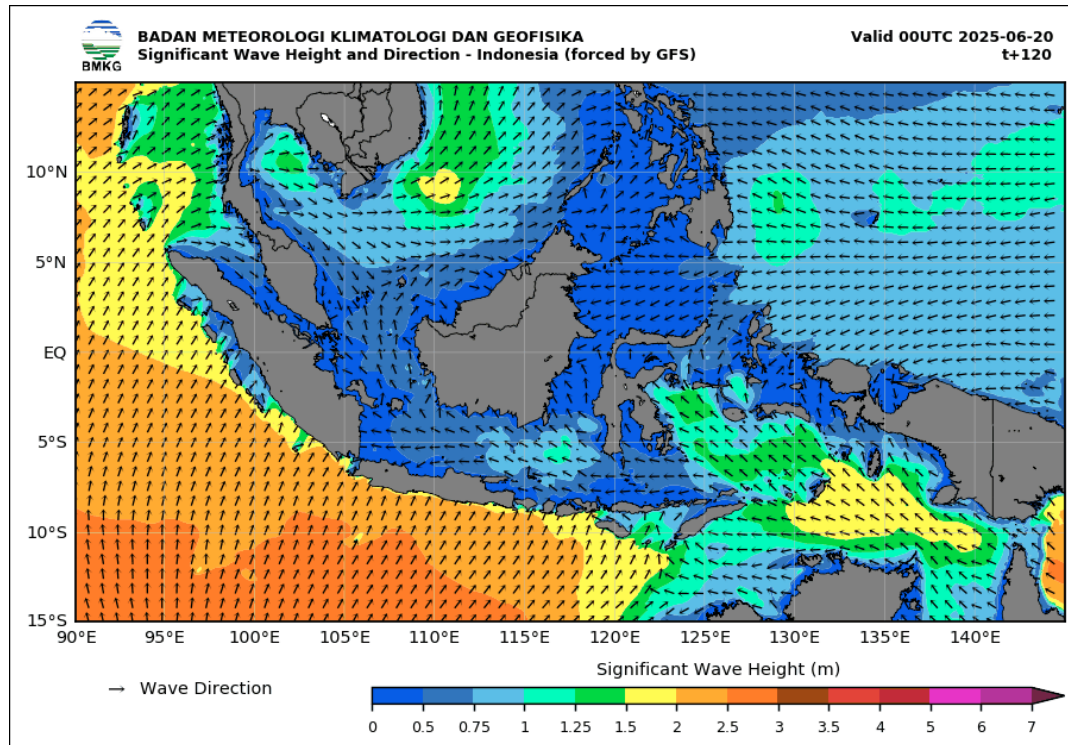 BMKG
BADAN METEOROLOGI KLIMATOLOGI DAN GEOFISIKA
Significant Wave Height and Direction - Indonesia (forced by GFS)
Valid 00UTC 2025-06-20
t+120
10°N
5°N
EQ
5°S
10°S
15°S
90°E 95°E 100°E 105°E 110°E 115°E 120°E 125°E 130°E 135°E 140°E
Wave Direction
Significant Wave Height (m)
0 0.5 0.75 1 1.25 1.5 2 2.5 3 3.5 4 5 6 7